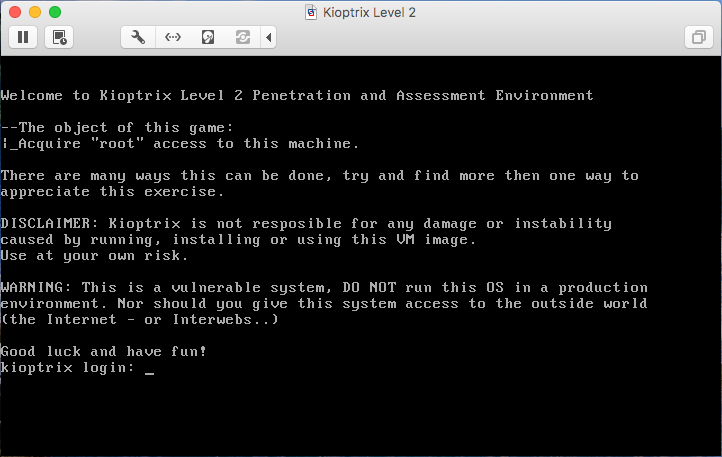 Kioptrix Level 2
Welcome to Kioptrix Level 2 Penetration and Assessment Environment
--The object of this game:
|_Acquire "root" access to this machine.
There are many ways this can be done, try and find more then one way to
appreciate this exercise.
DISCLAIMER: Kioptrix is not resposible for any damage or instability
caused by running, installing or using this VM image.
Use at your own risk.
WARNING: This is a vulnerable system, DO NOT run this OS in a production
environment. Nor should you give this system access to the outside world
(the Internet - or Interwebs..)
Good luck and have fun!
kioptrix login: _